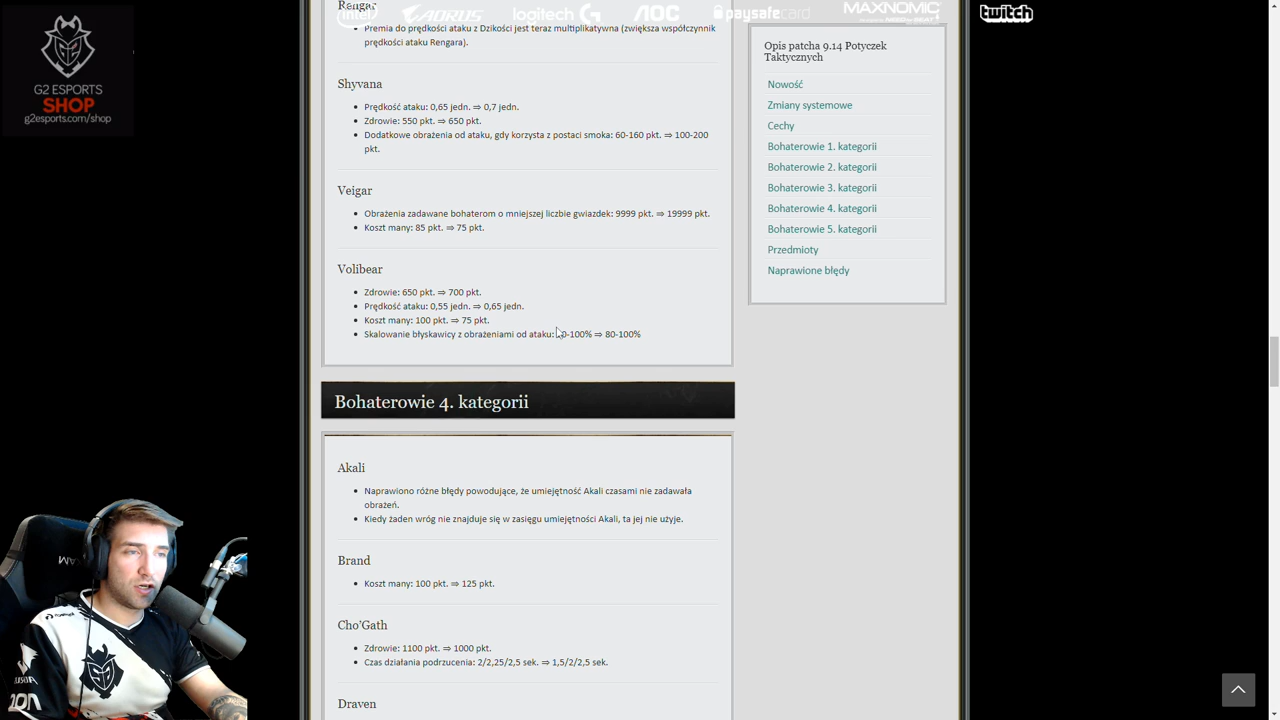 Rengar
intel AORUS logitech G AOC paysafecard MAXNOMIC twitch
G2 ESPORTS
SHOP
g2esports.com/shop
Premia do prędkości ataku z Dzikości jest teraz multiplikatywna (zwiększa współczynnik
prędkości ataku Rengara).
Shyvana
Prędkość ataku: 0,65 jedn. ⇒ 0,7 jedn.
Zdrowie: 550 pkt. ⇒ 650 pkt.
Dodatkowe obrażenia od ataku, gdy korzysta z postaci smoka: 60-160 pkt. ⇒ 100-200
pkt.
Veigar
Obrażenia zadawane bohaterom o mniejszej liczbie gwiazdek: 9999 pkt. ⇒ 19999 pkt.
Koszt many: 85 pkt. ⇒ 75 pkt.
Volibear
Zdrowie: 650 pkt. ⇒ 700 pkt.
Prędkość ataku: 0,55 jedn. ⇒ 0,65 jedn.
Koszt many: 100 pkt. ⇒ 75 pkt.
Skalowanie błyskawicy z obrażeniami od ataku: 0-100% ⇒ 80-100%
Bohaterowie 4. kategorii
Akali
Naprawiono różne błędy powodujące, że umiejętność Akali czasami nie zadawała
obrażeń.
Kiedy żaden wróg nie znajduje się w zasięgu umiejętności Akali, ta jej nie użyje.
Brand
Koszt many: 100 pkt. ⇒ 125 pkt.
Cho'Gath
Zdrowie: 1100 pkt. ⇒ 1000 pkt.
Czas działania podrzucenia: 2/2,25/2,5 sek. ⇒ 1,5/2/2,5 sek.
Draven
Opis patcha 9.14 Potyczek
Taktycznych
Nowość
Zmiany systemowe
Cechy
Bohaterowie 1. kategorii
Bohaterowie 2. kategorii
Bohaterowie 3. kategorii
Bohaterowie 4. kategorii
Bohaterowie 5. kategorii
Przedmioty
Naprawione błędy